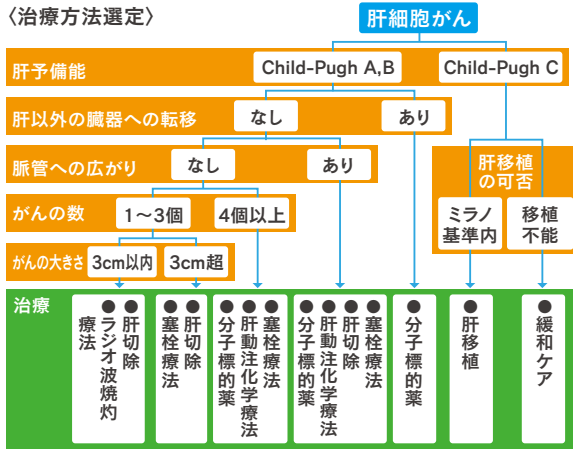 〈治療方法選定〉
肝細胞がん
肝予備能
Child-Pugh A,B
Child-Pugh C
肝以外の臓器への転移
なし
あり
脈管への広がり
なし
あり
肝移植
の可否
がんの数
1〜3個
4個以上
ミラノ
基準内
移植
不能
がんの大きさ
3cm以内
3cm超
治療
●肝切除
●ラジオ波焼灼
療法
●肝切除
●塞栓療法
●塞栓療法
●肝動注化学療法
●分子標的薬
●塞栓療法
●肝切除
●肝動注化学療法
●分子標的薬
●分子標的薬
●肝移植
●緩和ケア